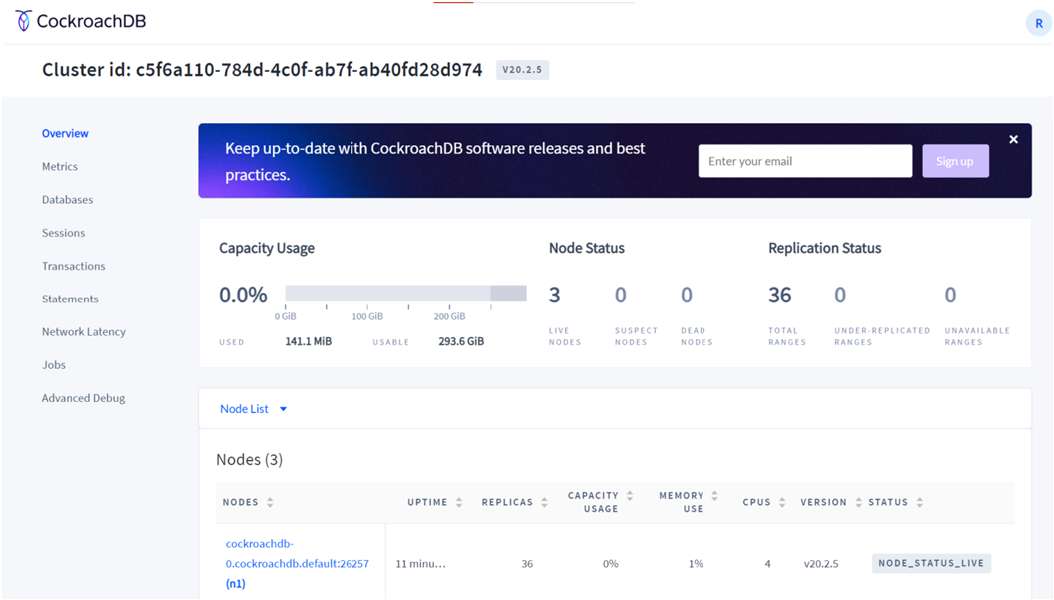 CockroachDB
R
Cluster id: c5f6a110-784d-4c0f-ab7f-ab40fd28d974 V20.2.5
Overview
Metrics
Databases
Sessions
Transactions
Statements
Network Latency
Jobs
Advanced Debug
Keep up-to-date with CockroachDB software releases and best
practices.
Enter your email
Sign up
Capacity Usage
0.0%
0 GiB 100 GiB 200 GiB
USED 141.1 MiB USABLE 293.6 GiB
Node Status
3 0 0
LIVE SUSPECT DEAD
NODES NODES NODES
Replication Status
36 0 0
TOTAL UNDER-REPLICATED UNAVAILABLE
RANGES RANGES RANGES
Node List
Nodes (3)
NODES UPTIME REPLICAS CAPACITY USAGE MEMORY USE CPUS VERSION STATUS
cockroachdb-
0.cockroachdb.default:26257 11 minu... 36 0% 1% 4 v20.2.5 NODE_STATUS_LIVE
(n1)